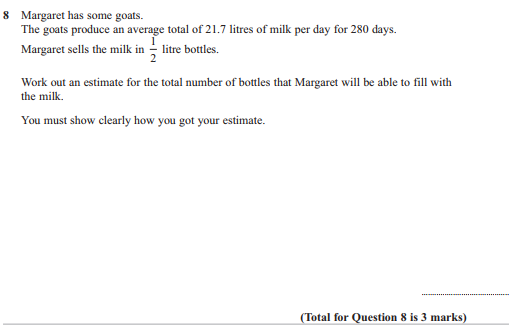 8 Margaret has some goats.
The goats produce an average total of 21.7 litres of milk per day for 280 days.
Margaret sells the milk in 1/2 litre bottles.
Work out an estimate for the total number of bottles that Margaret will be able to fill with
the milk.
You must show clearly how you got your estimate.
(Total for Question 8 is 3 marks)